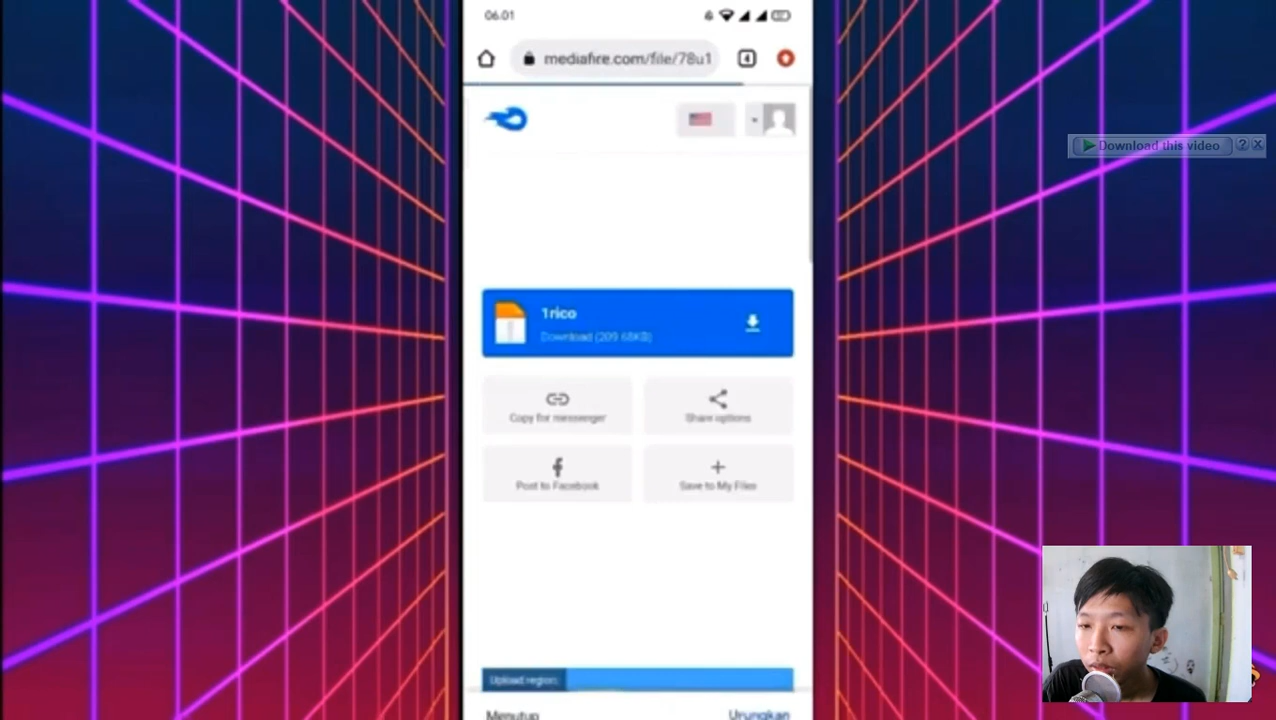 06.01
mediafire.com/file/78u1
4
Download this video
?
X
1rico
Download (209.68KB)
Copy for messenger
Share options
Post to Facebook
Save to My Files
Upload region:
Menutup
Urungkan